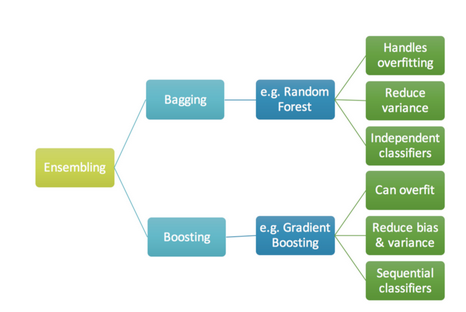 Ensembling
Bagging
e.g. Random
Forest
Handles
overfitting
Reduce
variance
Independent
classifiers
Boosting
e.g. Gradient
Boosting
Can overfit
Reduce bias
& variance
Sequential
classifiers